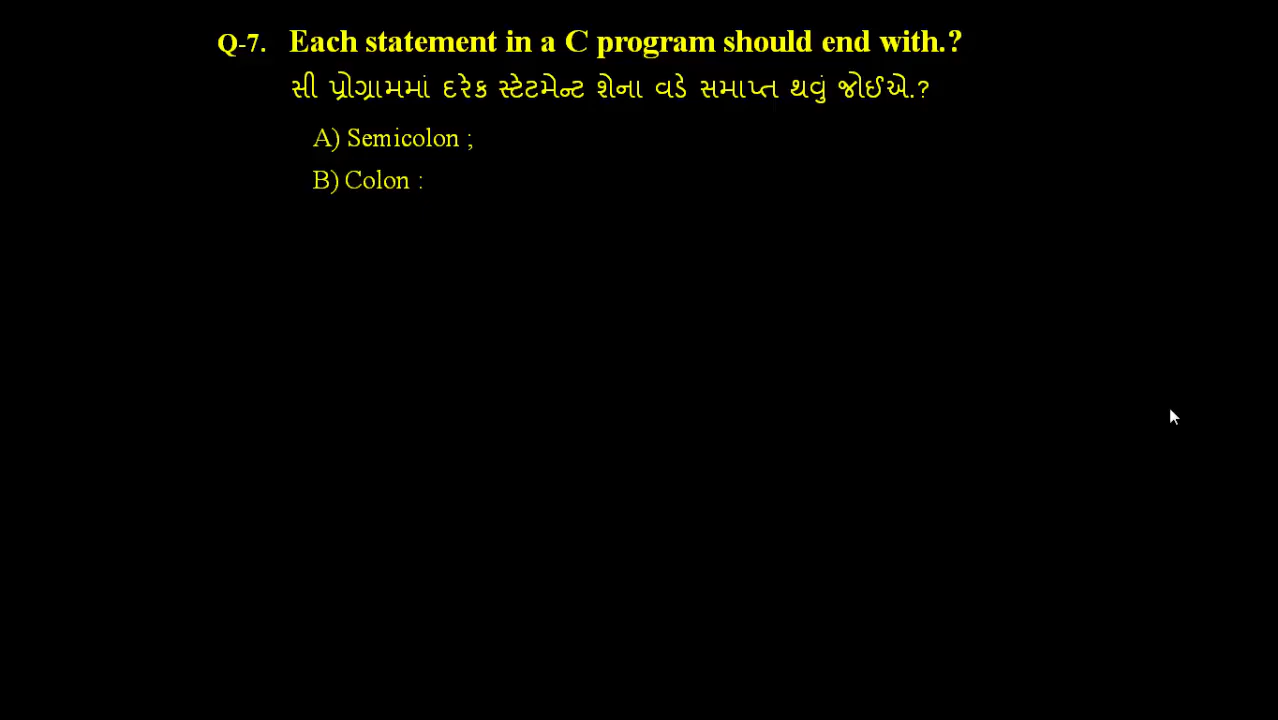 Q-7. Each statement in a C program should end with.?
સી પ્રોગ્રામમાં દરેક સ્ટેટમેન્ટ શેના વડે સમાપ્ત થવું જોઈએ.?
A) Semicolon ;
B) Colon :